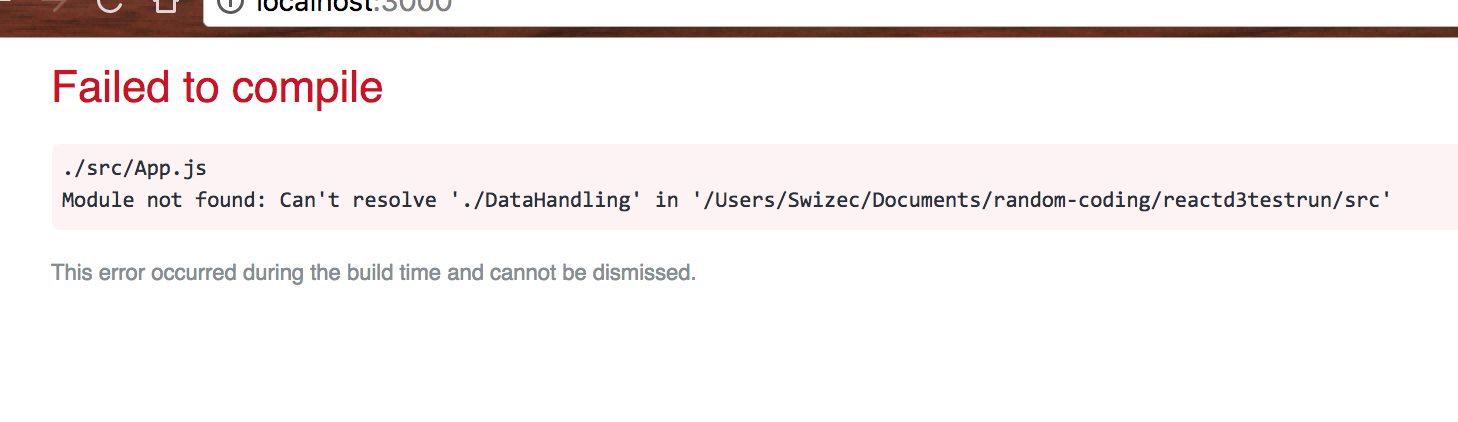 localhost:3000
Failed to compile
./src/App.js
Module not found: Can't resolve './DataHandling' in '/Users/Swizec/Documents/random-coding/reactd3testrun/src'
This error occurred during the build time and cannot be dismissed.